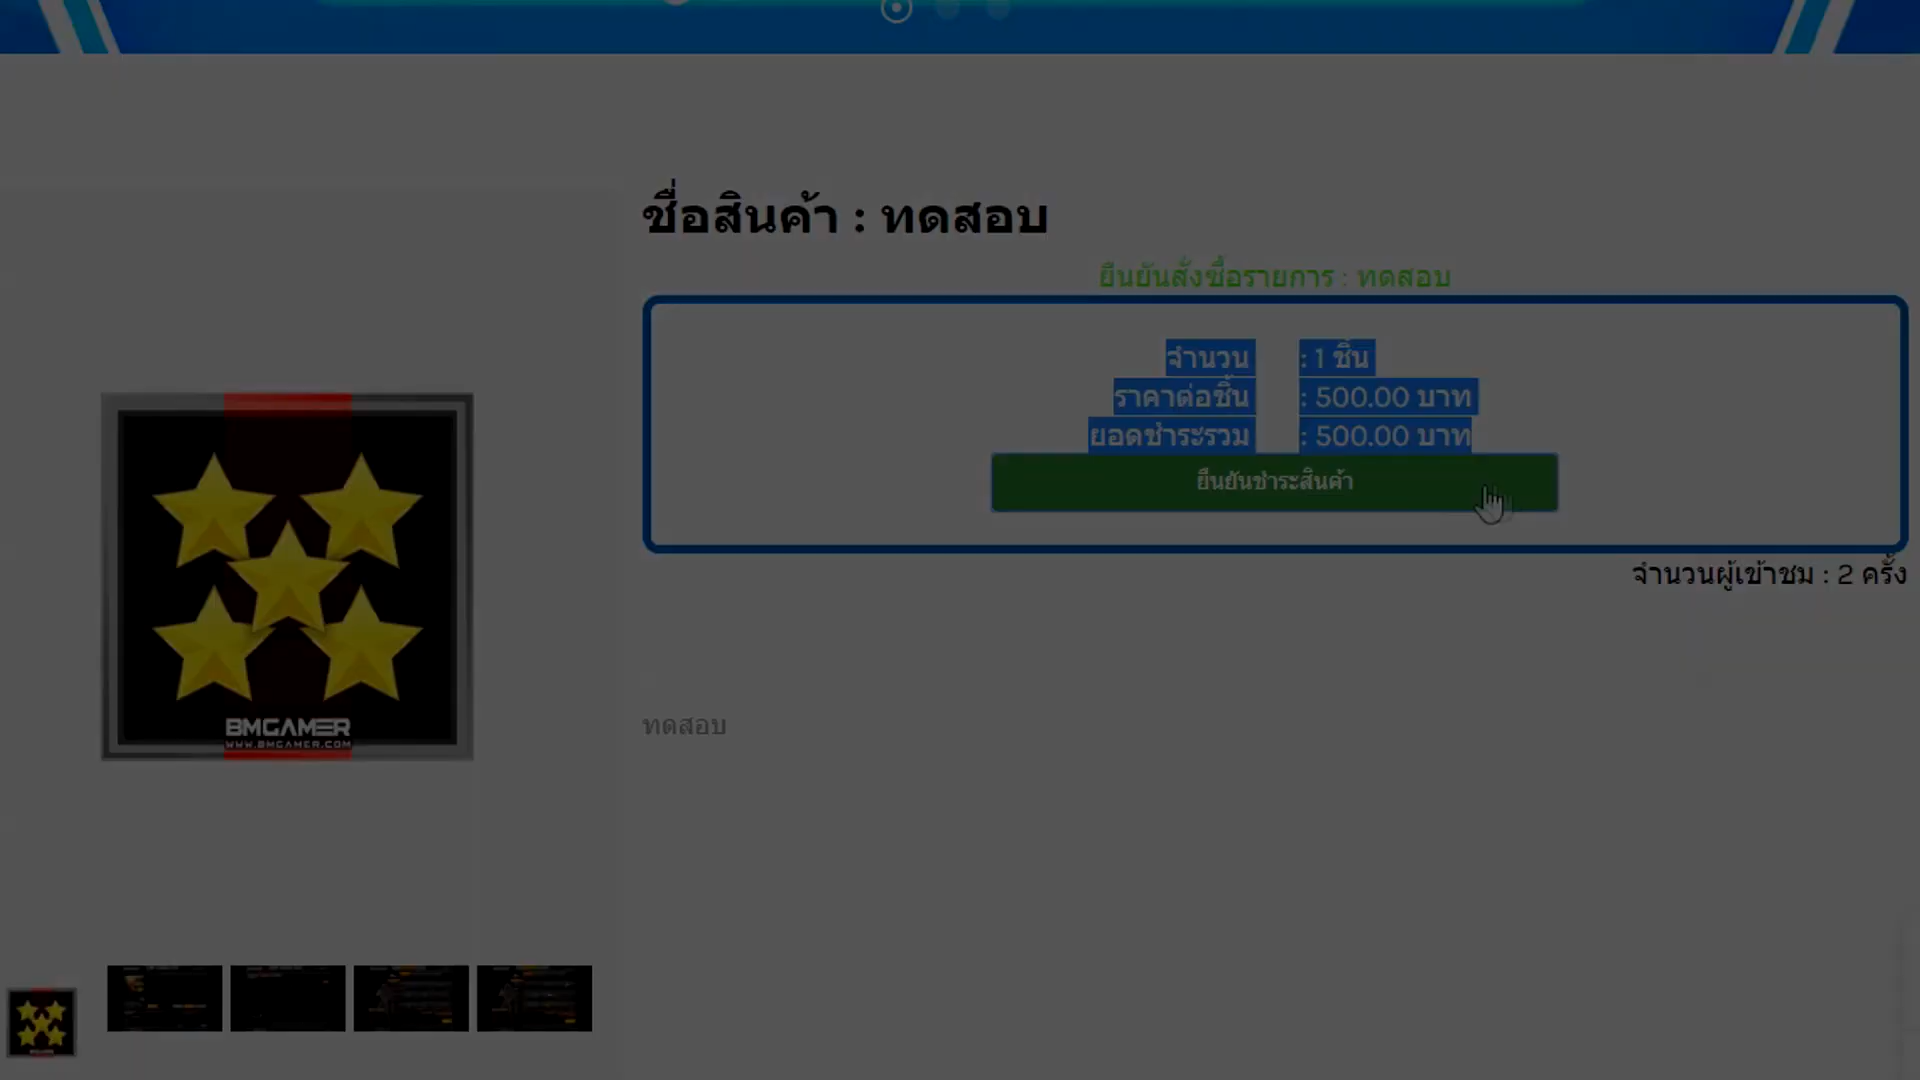 ชื่อสินค้า : ทดสอบ
ยืนยันสั่งซื้อรายการ : ทดสอบ
จำนวน : 1 ชิ้น
ราคาต่อชิ้น : 500.00 บาท
ยอดชำระรวม : 500.00 บาท
ยืนยันชำระสินค้า
จำนวนผู้เข้าชม : 2 ครั้ง
BMGAMER
WWW.BMGAMER.COM
ทดสอบ